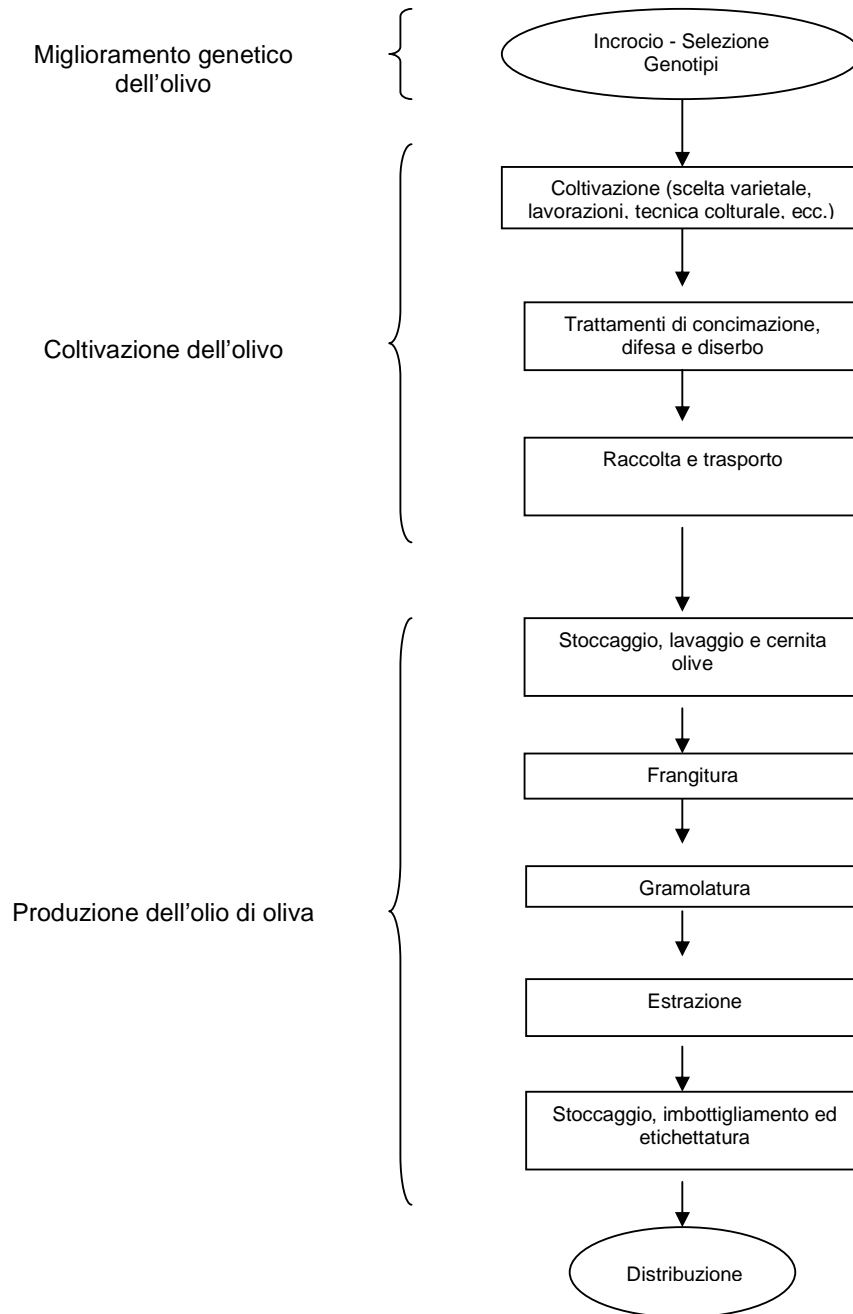 Miglioramento genetico
dell'olivo
Incrocio - Selezione
Genotipi
Coltivazione (scelta varietale,
lavorazioni, tecnica colturale, ecc.)
Coltivazione dell'olivo
Trattamenti di concimazione,
difesa e diserbo
Raccolta e trasporto
Stoccaggio, lavaggio e cernita
olive
Frangitura
Produzione dell'olio di oliva
Gramolatura
Estrazione
Stoccaggio, imbottigliamento ed
etichettatura
Distribuzione